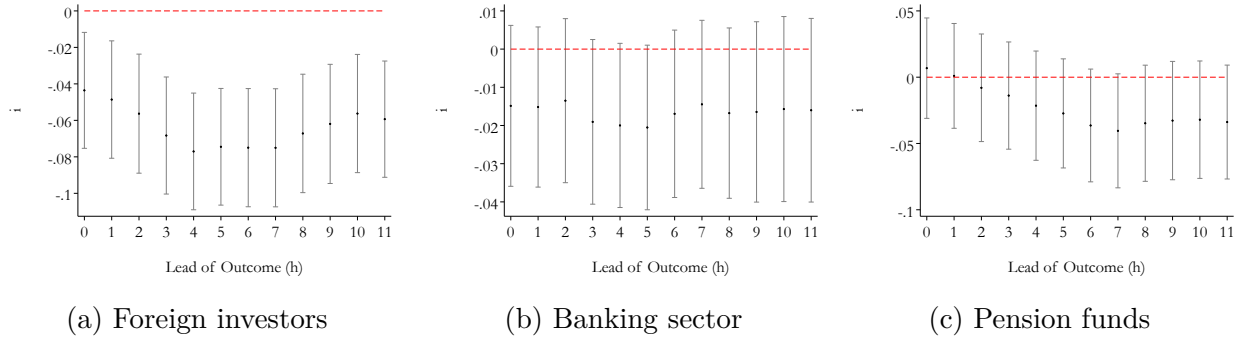 0
-.02
-.04
-.06
-.08
-.1
i
0 1 2 3 4 5 6 7 8 9 10 11
Lead of Outcome (h)
(a) Foreign investors
.01
0
-.01
-.02
-.03
-.04
i
0 1 2 3 4 5 6 7 8 9 10 11
Lead of Outcome (h)
(b) Banking sector
.05
0
-.05
-.1
i
0 1 2 3 4 5 6 7 8 9 10 11
Lead of Outcome (h)
(c) Pension funds